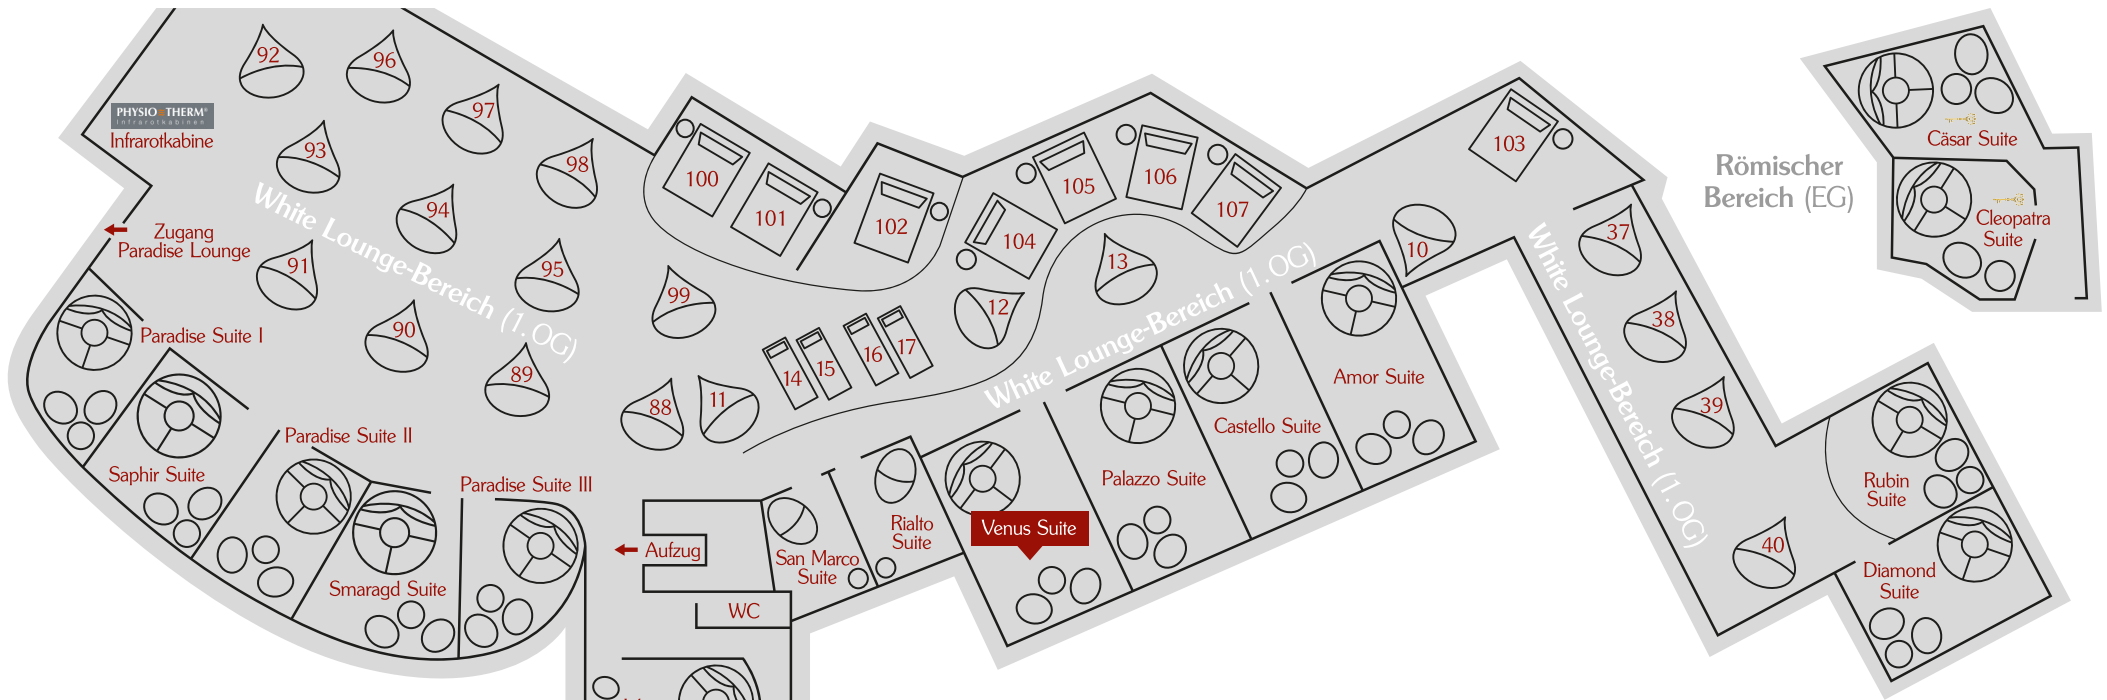 92
96
97
98
PHYSIO THERM®
Infrarotkabinen
Infrarotkabine
93
94
95
91
90
89
99
88
11
White Lounge-Bereich (1. OG)
Zugang
Paradise Lounge
100
101
102
103
104
105
106
107
10
12
13
14
15
16
17
White Lounge-Bereich (1. OG)
37
38
39
40
White Lounge-Bereich (1. OG)
Römischer
Bereich (EG)
Cäsar Suite
Cleopatra
Suite
Paradise Suite I
Saphir Suite
Paradise Suite II
Smaragd Suite
Paradise Suite III
Aufzug
WC
San Marco
Suite
Rialto
Suite
Venus Suite
Palazzo Suite
Castello Suite
Amor Suite
Rubin
Suite
Diamond
Suite